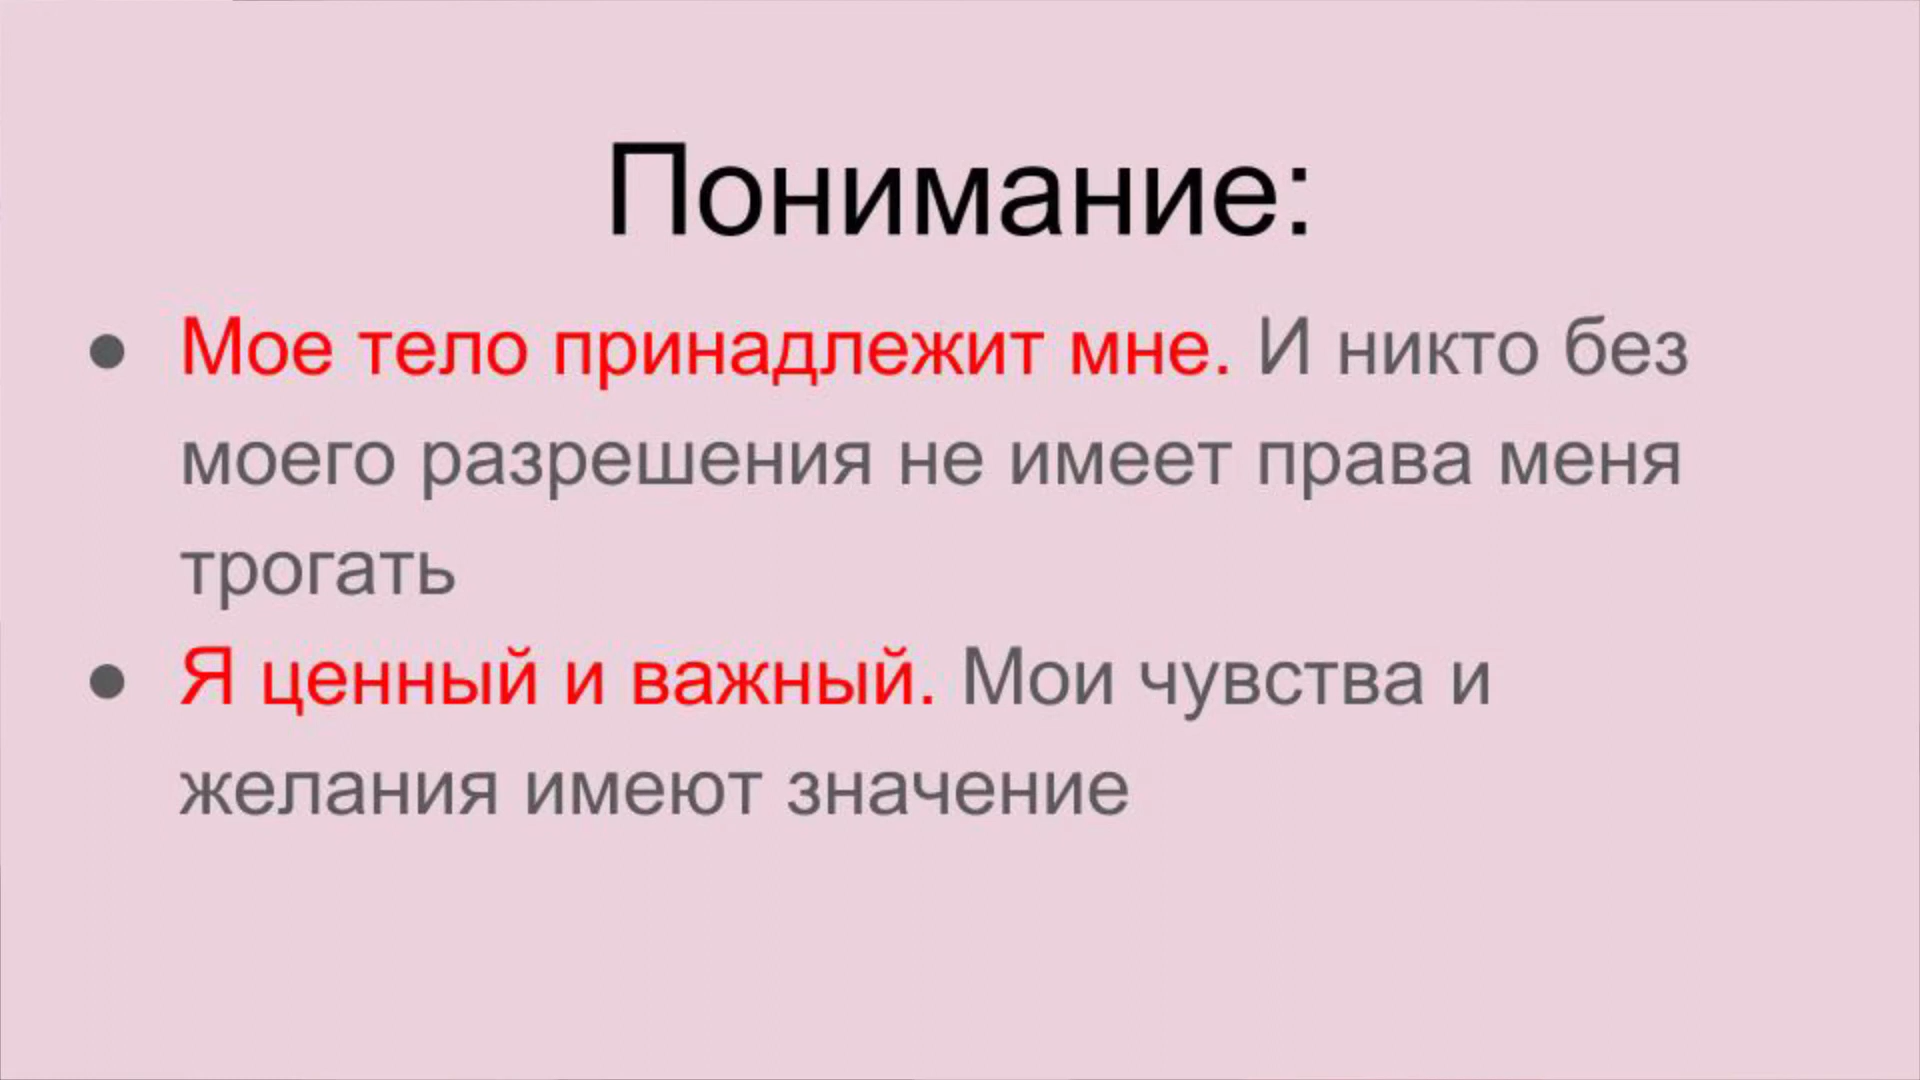 Понимание:
● Мое тело принадлежит мне. И никто без
моего разрешения не имеет права меня
трогать
● Я ценный и важный. Мои чувства и
желания имеют значение